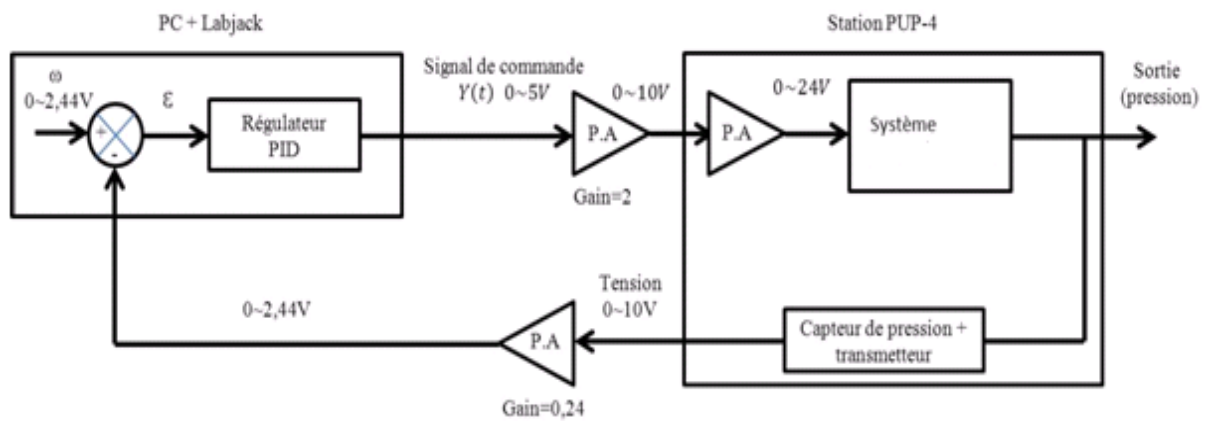 PC + Labjack
Station PUP-4
ω
0~2,44V
ε
+
-
Régulateur
PID
Signal de commande
Y(t) 0~5V
P.A
Gain=2
0~10V
P.A
0~24V
Système
Sortie
(pression)
Capteur de pression +
transmetteur
Tension
0~10V
P.A
Gain=0,24
0~2,44V